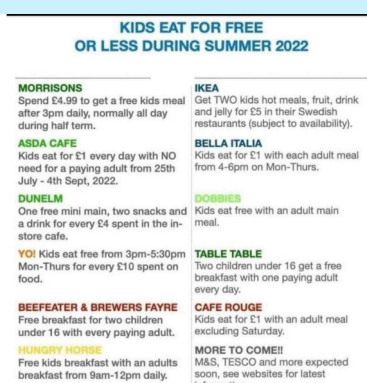 KIDS EAT FOR FREE
OR LESS DURING SUMMER 2022
MORRISONS
Spend £4.99 to get a free kids meal
after 3pm daily, normally all day
during half term.
ASDA CAFE
Kids eat for £1 every day with NO
need for a paying adult from 25th
July - 4th Sept, 2022.
DUNELM
One free mini main, two snacks and
a drink for every £4 spent in the in-
store cafe.
YO! Kids eat free from 3pm-5:30pm
Mon-Thurs for every £10 spent on
food.
BEEFEATER & BREWERS FAYRE
Free breakfast for two children
under 16 with every paying adult.
HUNGRY HORSE
Free kids breakfast with an adults
breakfast from 9am-12pm daily.
IKEA
Get TWO kids hot meals, fruit, drink
and jelly for £5 in their Swedish
restaurants (subject to availability).
BELLA ITALIA
Kids eat for £1 with each adult meal
from 4-6pm on Mon-Thurs.
DOBBIES
Kids eat free with an adult main
meal.
TABLE TABLE
Two children under 16 get a free
breakfast with one paying adult
every day.
CAFE ROUGE
Kids eat for £1 with an adult meal
excluding Saturday.
MORE TO COME!!
M&S, TESCO and more expected
soon, see websites for latest